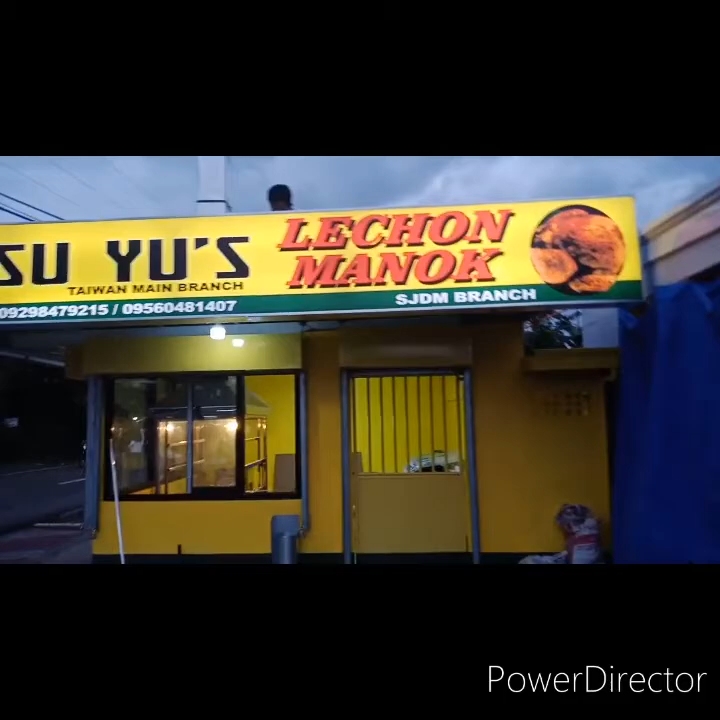 SU YU'S
TAIWAN MAIN BRANCH
09298479215 / 09560481407
LECHON
MANOK
SJDM BRANCH
PowerDirector